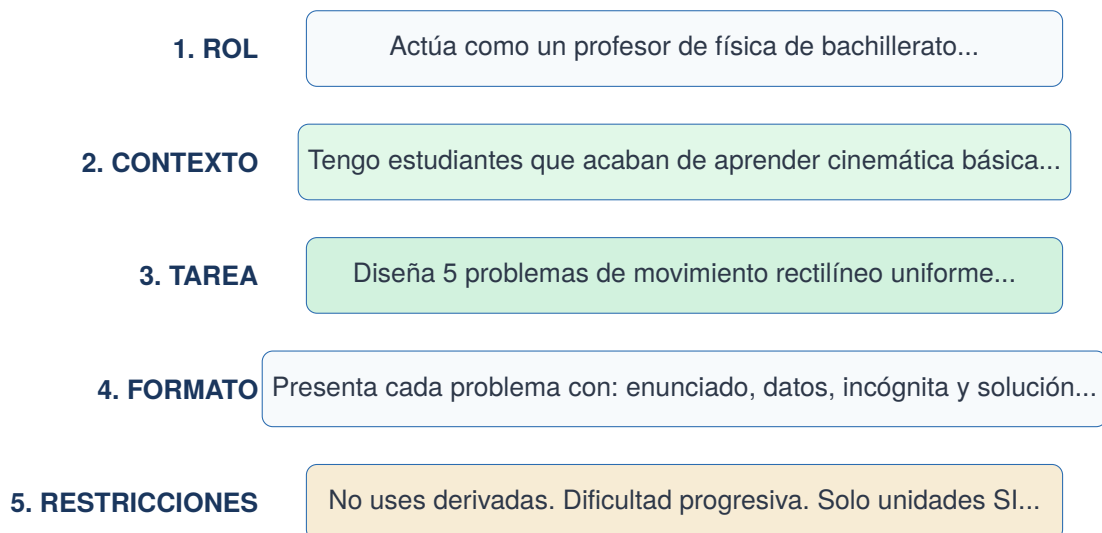 1. ROL
Actúa como un profesor de física de bachillerato...
2. CONTEXTO
Tengo estudiantes que acaban de aprender cinemática básica...
3. TAREA
Diseña 5 problemas de movimiento rectilíneo uniforme...
4. FORMATO
Presenta cada problema con: enunciado, datos, incógnita y solución...
5. RESTRICCIONES
No uses derivadas. Dificultad progresiva. Solo unidades SI...